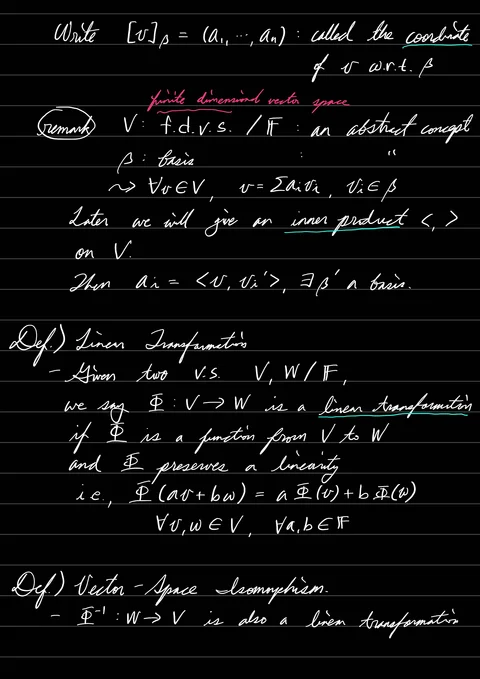 Write [v]_β = (a₁, ⋯, aₙ) : called the coordinate
of v w.r.t. β
finite dimensional vector space
remark V : f.d.v.s. / 𝔽 : an abstract concept
β : basis : "
⇝ ∀v ∈ V, v = Σaᵢvᵢ, vᵢ ∈ β
Later we will give an inner product <, >
on V.
Then aᵢ = <v, vᵢ'>, ∃β' a basis.
Def.) Linear Transformation
- Given two v.s. V, W / 𝔽,
we say Φ : V → W is a linear transformation
if Φ is a function from V to W
and Φ preserves a linearity
i.e., Φ(av + bw) = aΦ(v) + b.Φ(w)
∀v, w ∈ V, ∀a, b ∈ 𝔽
Def.) Vector - Space Isomorphism.
- Φ⁻¹ : W → V is also a linear transformation